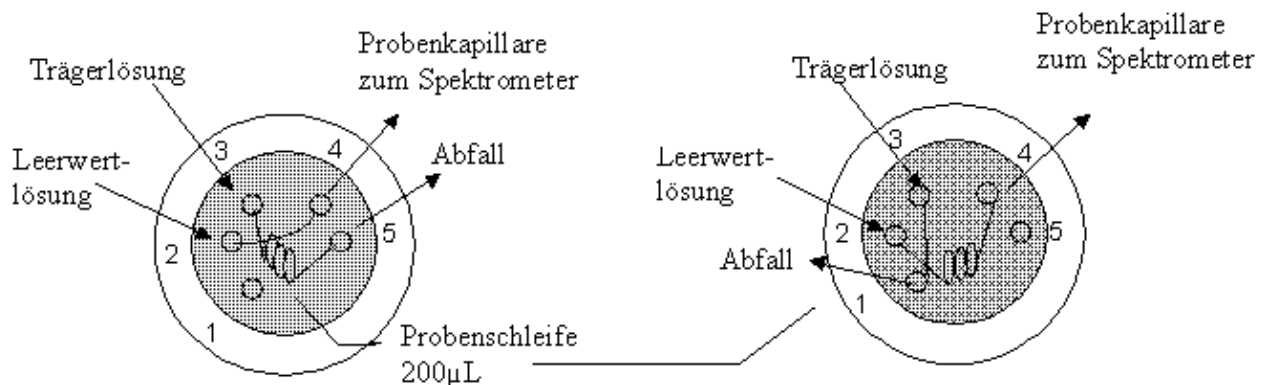 Probenkapillare
zum Spektrometer
Trägerlösung
Leerwert-
lösung
Abfall
3
4
2
5
1
Probenschleife
200µL
Probenkapillare
zum Spektrometer
Trägerlösung
Leerwert-
lösung
Abfall
3
4
2
5
1